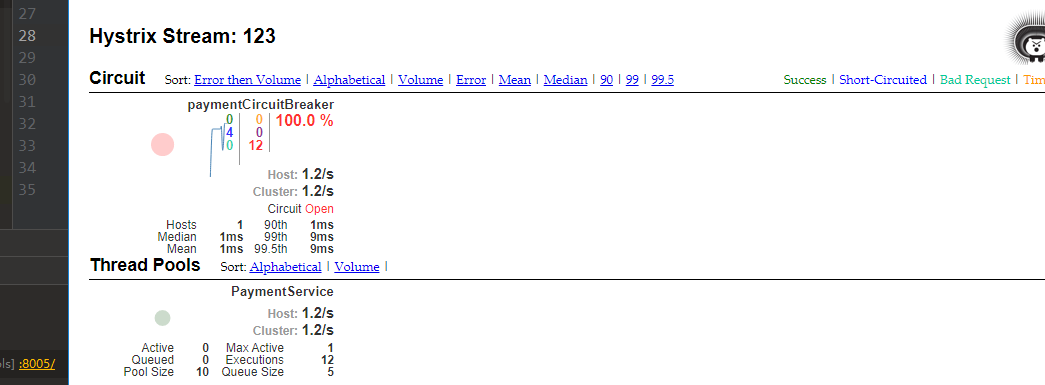 27
28
29
30
31
32
33
34
35
ols] :8005/
Hystrix Stream: 123
Circuit Sort: Error then Volume | Alphabetical | Volume | Error | Mean | Median | 90 | 99 | 99.5
Success | Short-Circuited | Bad Request | Tim
paymentCircuitBreaker
0 0 100.0 %
4 0
0 12
Host: 1.2/s
Cluster: 1.2/s
Circuit Open
Hosts 1 90th 1ms
Median 1ms 99th 9ms
Mean 1ms 99.5th 9ms
Thread Pools Sort: Alphabetical | Volume |
PaymentService
Host: 1.2/s
Cluster: 1.2/s
Active 0 Max Active 1
Queued 0 Executions 12
Pool Size 10 Queue Size 5